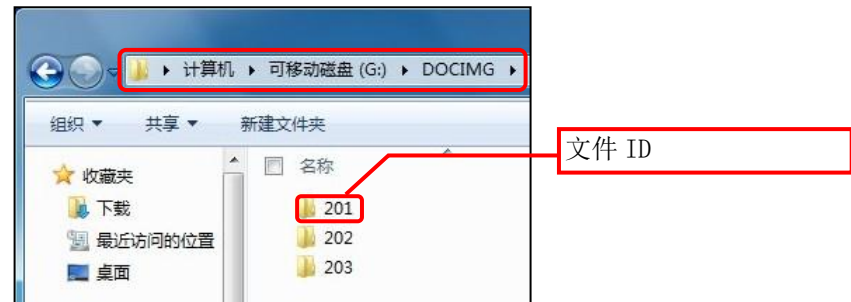 计算机 ▸ 可移动磁盘 (G:) ▸ DOCIMG ▸
组织 ▼ 共享 ▼ 新建文件夹
文件 ID
收藏夹
下载
最近访问的位置
桌面
名称
201
202
203